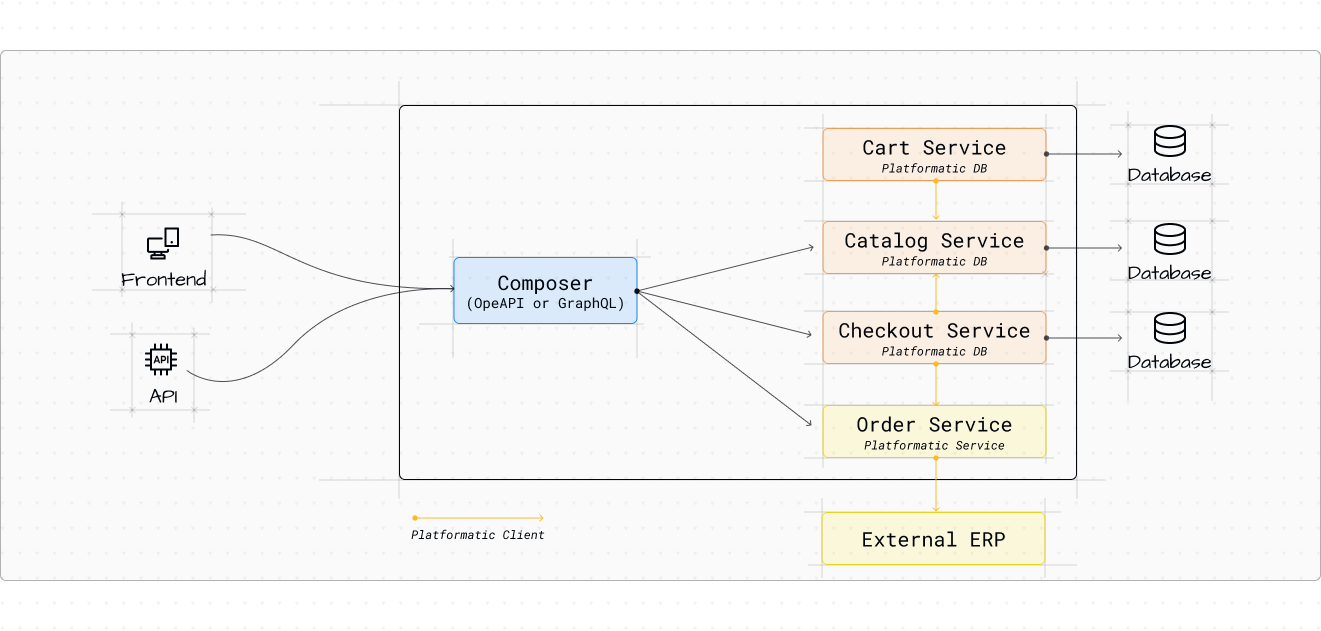 Frontend
API
API
Composer
(OpeAPI or GraphQL)
Cart Service
Platformatic DB
Catalog Service
Platformatic DB
Checkout Service
Platformatic DB
Order Service
Platformatic Service
External ERP
Database
Database
Database
Platformatic Client